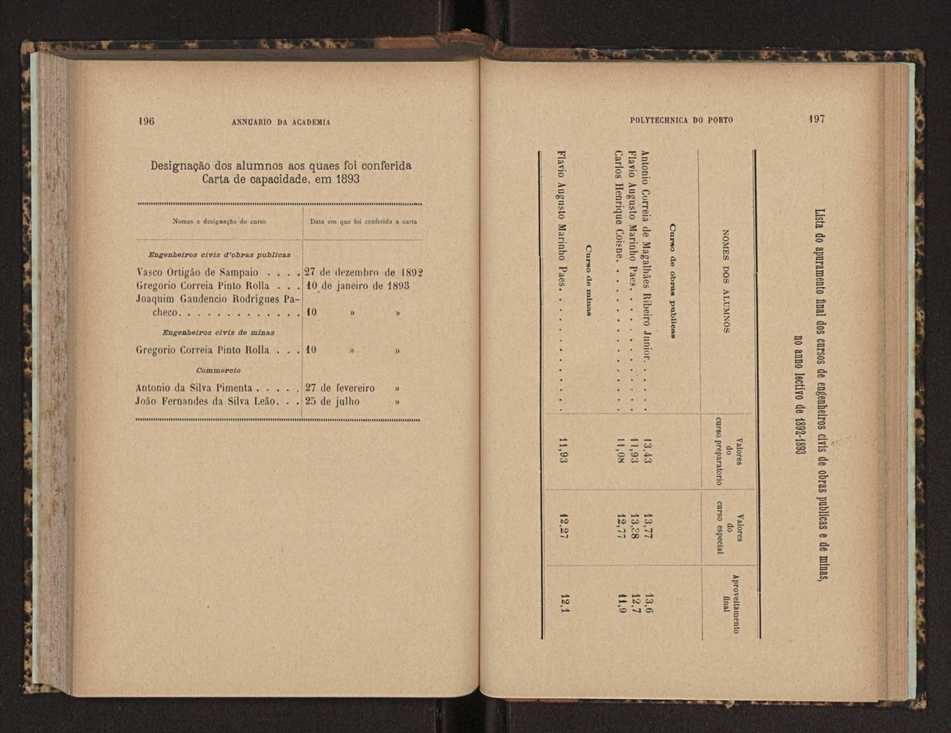 196
ANNUARIO DA ACADEMIA
Designação dos alumnos aos quaes foi conferida
Carta de capacidade, em 1893
Nomes e designação do curso Data em que foi conferida a carta
Engenheiros civis d'obras publicas
Vasco Ortigão de Sampaio . . . . 27 de dezembro de 1892
Gregorio Correia Pinto Rolla . . . 10 de janeiro de 1893
Joaquim Gaudencio Rodrigues Pa-
checo. . . . . . . . . . . . . 10 » »
Engenheiros civis de minas
Gregorio Correia Pinto Rolla . . . 10 » »
Commercio
Antonio da Silva Pimenta . . . . . 27 de fevereiro »
João Fernandes da Silva Leão. . . 25 de julho »
POLYTECHNICA DO PORTO
197
Lista do apuramento final dos cursos de engenheiros civis de obras publicas e de minas,
no anno lectivo de 1892-1893
NOMES DOS ALUMNOS Valores do curso preparatorio Valores do curso especial Aproveitamento final
Curso de obras publicas
Antonio Correia de Magalhães Ribeiro Junior. . . . . 13,43 13,77 13,6
Flavio Augusto Marinho Paes. . . . . . . . . . 11,93 13,38 12,7
Carlos Henrique Coisne. . . . . . . . . . . . 11,08 12,77 11,9
Curso de minas
Flavio Augusto Marinho Paes. . . . . . . . . . 11,93 12,27 12,1